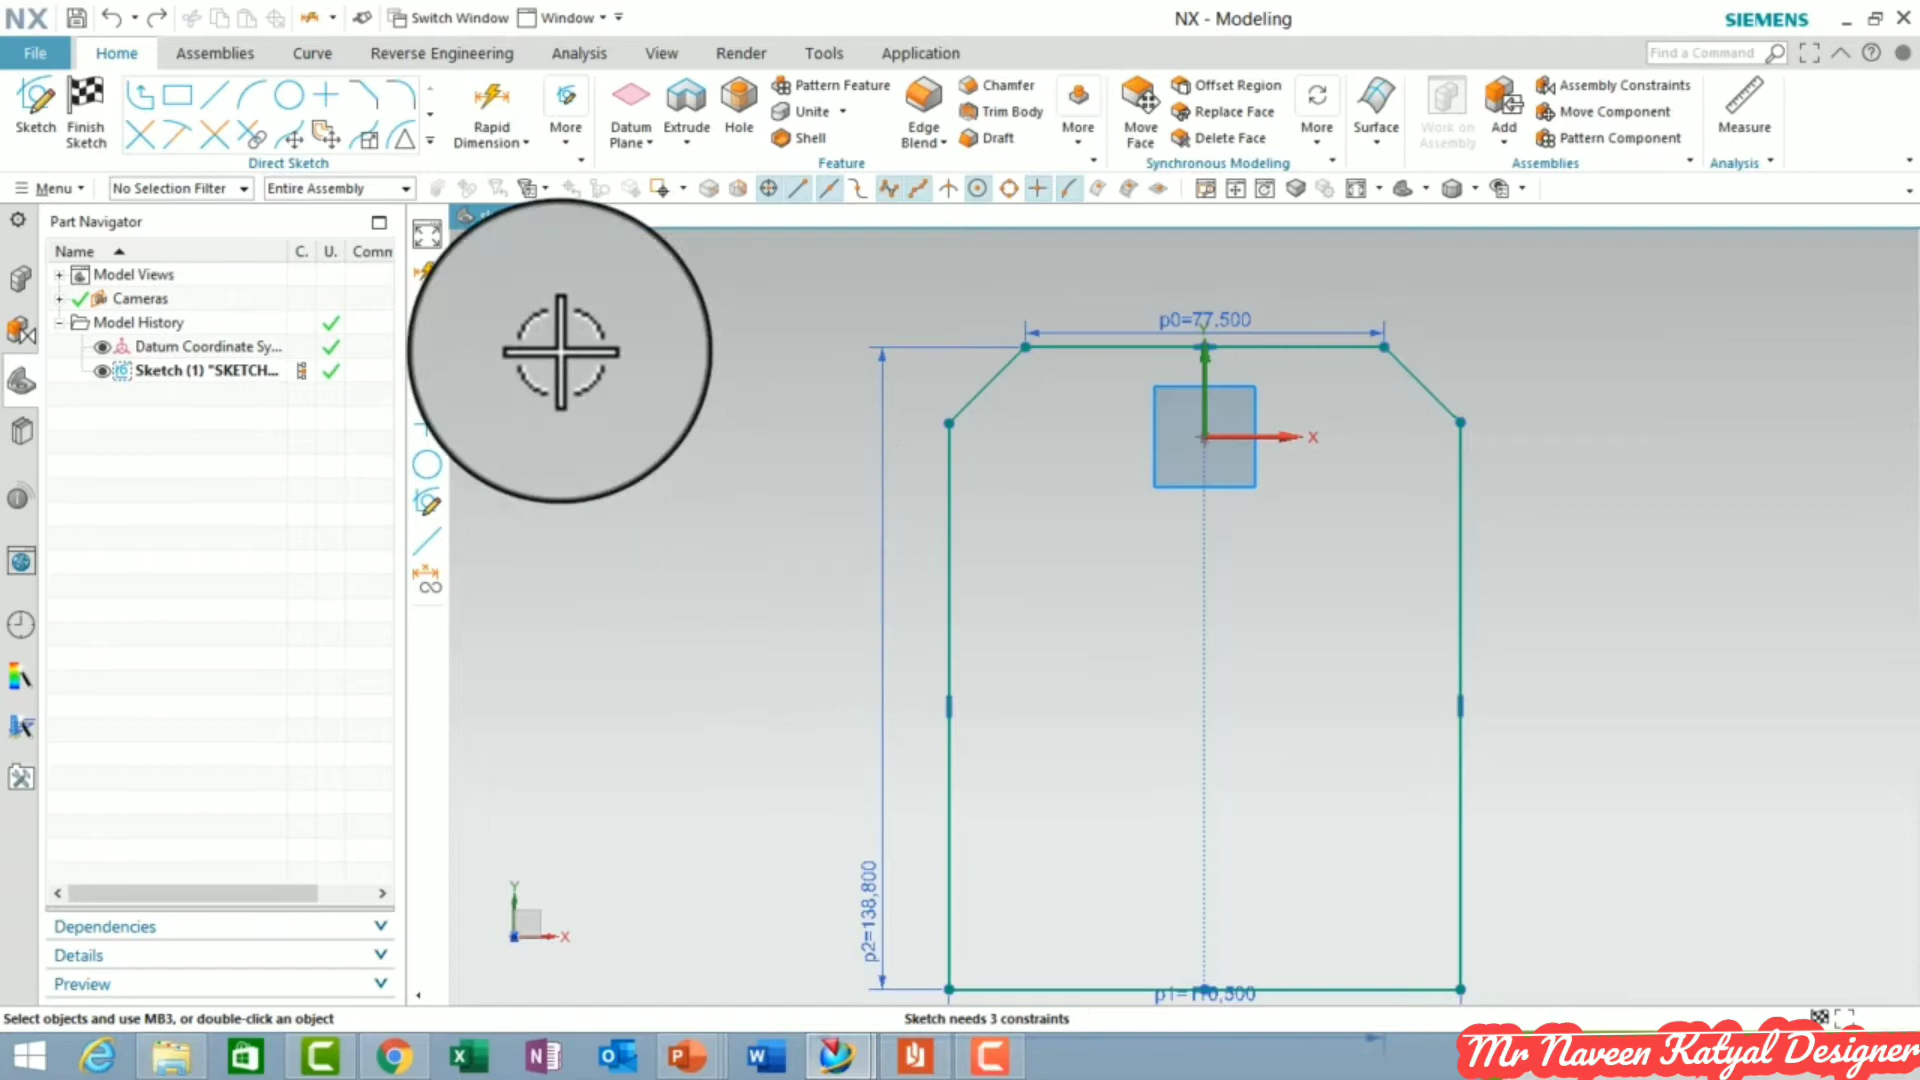 NX
Switch Window
Window
NX - Modeling
SIEMENS
File
Home
Assemblies
Curve
Reverse Engineering
Analysis
View
Render
Tools
Application
Find a Command
Sketch
Finish
Sketch
Direct Sketch
Rapid
Dimension
More
Datum
Plane
Extrude
Hole
Pattern Feature
Unite
Shell
Edge
Blend
Chamfer
Trim Body
Draft
More
Feature
Move
Face
Offset Region
Replace Face
Delete Face
More
Synchronous Modeling
Surface
Work on
Assembly
Add
Assembly Constraints
Move Component
Pattern Component
Assemblies
Measure
Analysis
Menu
No Selection Filter
Entire Assembly
Part Navigator
Name
C.
U.
Comm
Model Views
Cameras
Model History
Datum Coordinate Sy...
Sketch (1) "SKETCH...
p0=77,500
Y
X
p2=138,800
p1=110,500
Y
X
Dependencies
Details
Preview
Select objects and use MB3, or double-click an object
Sketch needs 3 constraints
Mr Naveen Katyal Designer